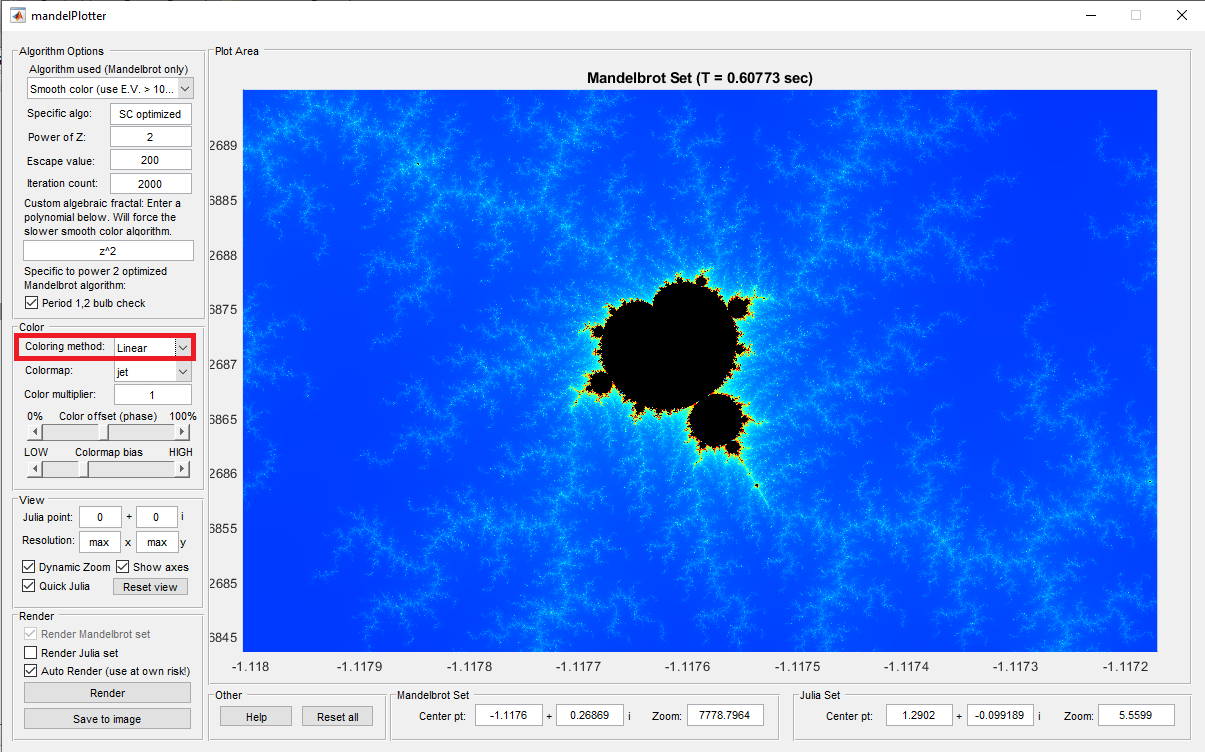 mandelPlotter
Algorithm Options
Algorithm used (Mandelbrot only)
Smooth color (use E.V. > 10...
Specific algo: SC optimized
Power of Z: 2
Escape value: 200
Iteration count: 2000
Custom algebraic fractal: Enter a
polynomial below. Will force the
slower smooth color algorithm.
z^2
Specific to power 2 optimized
Mandelbrot algorithm:
Period 1,2 bulb check
Color
Coloring method: Linear
Colormap: jet
Color multiplier: 1
0% Color offset (phase) 100%
LOW Colormap bias HIGH
View
Julia point: 0 + 0 i
Resolution: max x max y
Dynamic Zoom Show axes
Quick Julia Reset view
Render
Render Mandelbrot set
Render Julia set
Auto Render (use at own risk!)
Render
Save to image
Plot Area
Mandelbrot Set (T = 0.60773 sec)
2689
6885
2688
6875
2687
6865
2686
6855
2685
6845
-1.118 -1.1179 -1.1178 -1.1177 -1.1176 -1.1175 -1.1174 -1.1173 -1.1172
Other
Help Reset all
Mandelbrot Set
Center pt: -1.1176 + 0.26869 i Zoom: 7778.7964
Julia Set
Center pt: 1.2902 + -0.099189 i Zoom: 5.5599